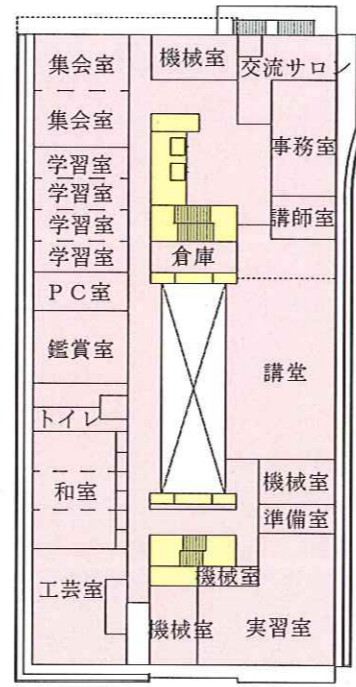 集会室
機械室
交流サロン
集会室
事務室
学習室
学習室
講師室
学習室
学習室
倉庫
PC室
鑑賞室
講堂
トイレ
和室
機械室
準備室
工芸室
機械室
機械室
実習室